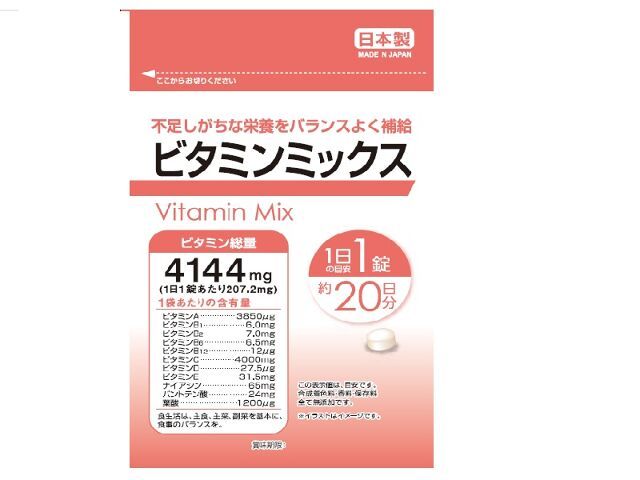 日本製
MADE IN JAPAN
ここからお切りください
不足しがちな栄養をバランスよく補給
ビタミンミックス
Vitamin Mix
ビタミン総量
4144mg
(1日1錠あたり207.2mg)
1袋あたりの含有量
ビタミンA…………3850μg
ビタミンB1…………6.0mg
ビタミンB2…………7.0mg
ビタミンB6…………6.5mg
ビタミンB12…………12μg
ビタミンC…………4000mg
ビタミンD…………27.5μg
ビタミンE…………31.5mg
ナイアシン…………65mg
パントテン酸…………24mg
葉酸…………1200μg
食生活は、主食、主菜、副菜を基本に、
食事のバランスを。
1日の目安1錠
約20日分
この表示値は、目安です。
合成着色料・香料・保存料
全て無添加です。
※イラストはイメージです。
賞味期限: